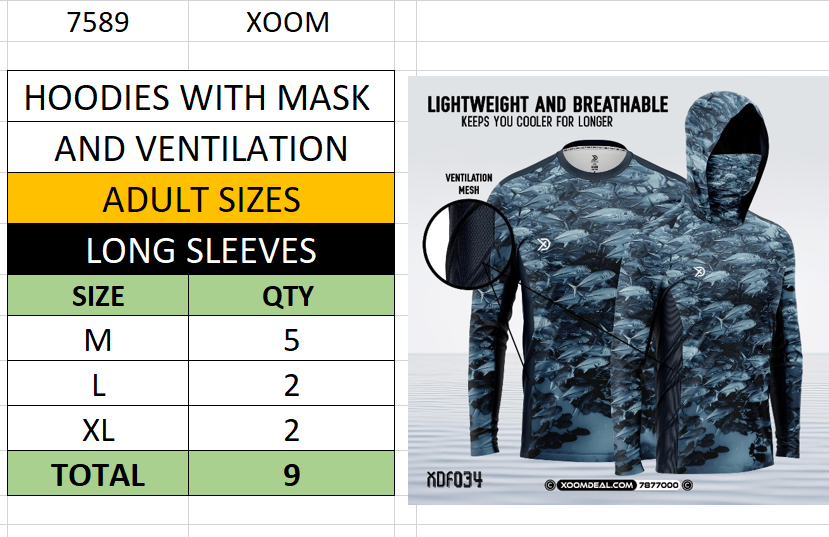 7589 XOOM
HOODIES WITH MASK
AND VENTILATION
ADULT SIZES
LONG SLEEVES
SIZE QTY
M 5
L 2
XL 2
TOTAL 9
LIGHTWEIGHT AND BREATHABLE
KEEPS YOU COOLER FOR LONGER
VENTILATION
MESH
XDF034
© XOOMDEAL.COM 7877000 ©